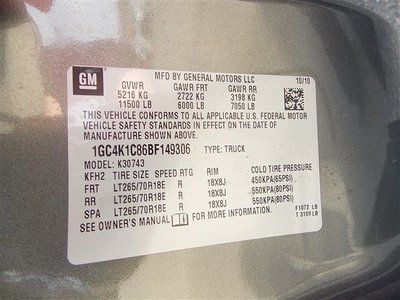 GM
MFD BY GENERAL MOTORS LLC 10/10
GVWR GAWR FRT GAWR RR
5216 KG 2722 KG 3198 KG
11500 LB 6000 LB 7050 LB
THIS VEHICLE CONFORMS TO ALL APPLICABLE U.S. FEDERAL MOTOR
VEHICLE SAFETY STANDARDS IN EFFECT ON THE DATE OF
MANUFACTURE SHOWN ABOVE.
1GC4K1C86BF149306 TYPE: TRUCK
MODEL: K30743
KFH2 TIRE SIZE SPEED RTG RIM COLD TIRE PRESSURE
FRT LT265/70R18E R 18X8J 450KPA(65PSI)
RR LT265/70R18E R 18X8J 550KPA(80PSI)
SPA LT265/70R18E R 18X8J 550KPA(80PSI)
SEE OWNER'S MANUAL FOR MORE INFORMATION.
F1072 LB
T 3109 LB